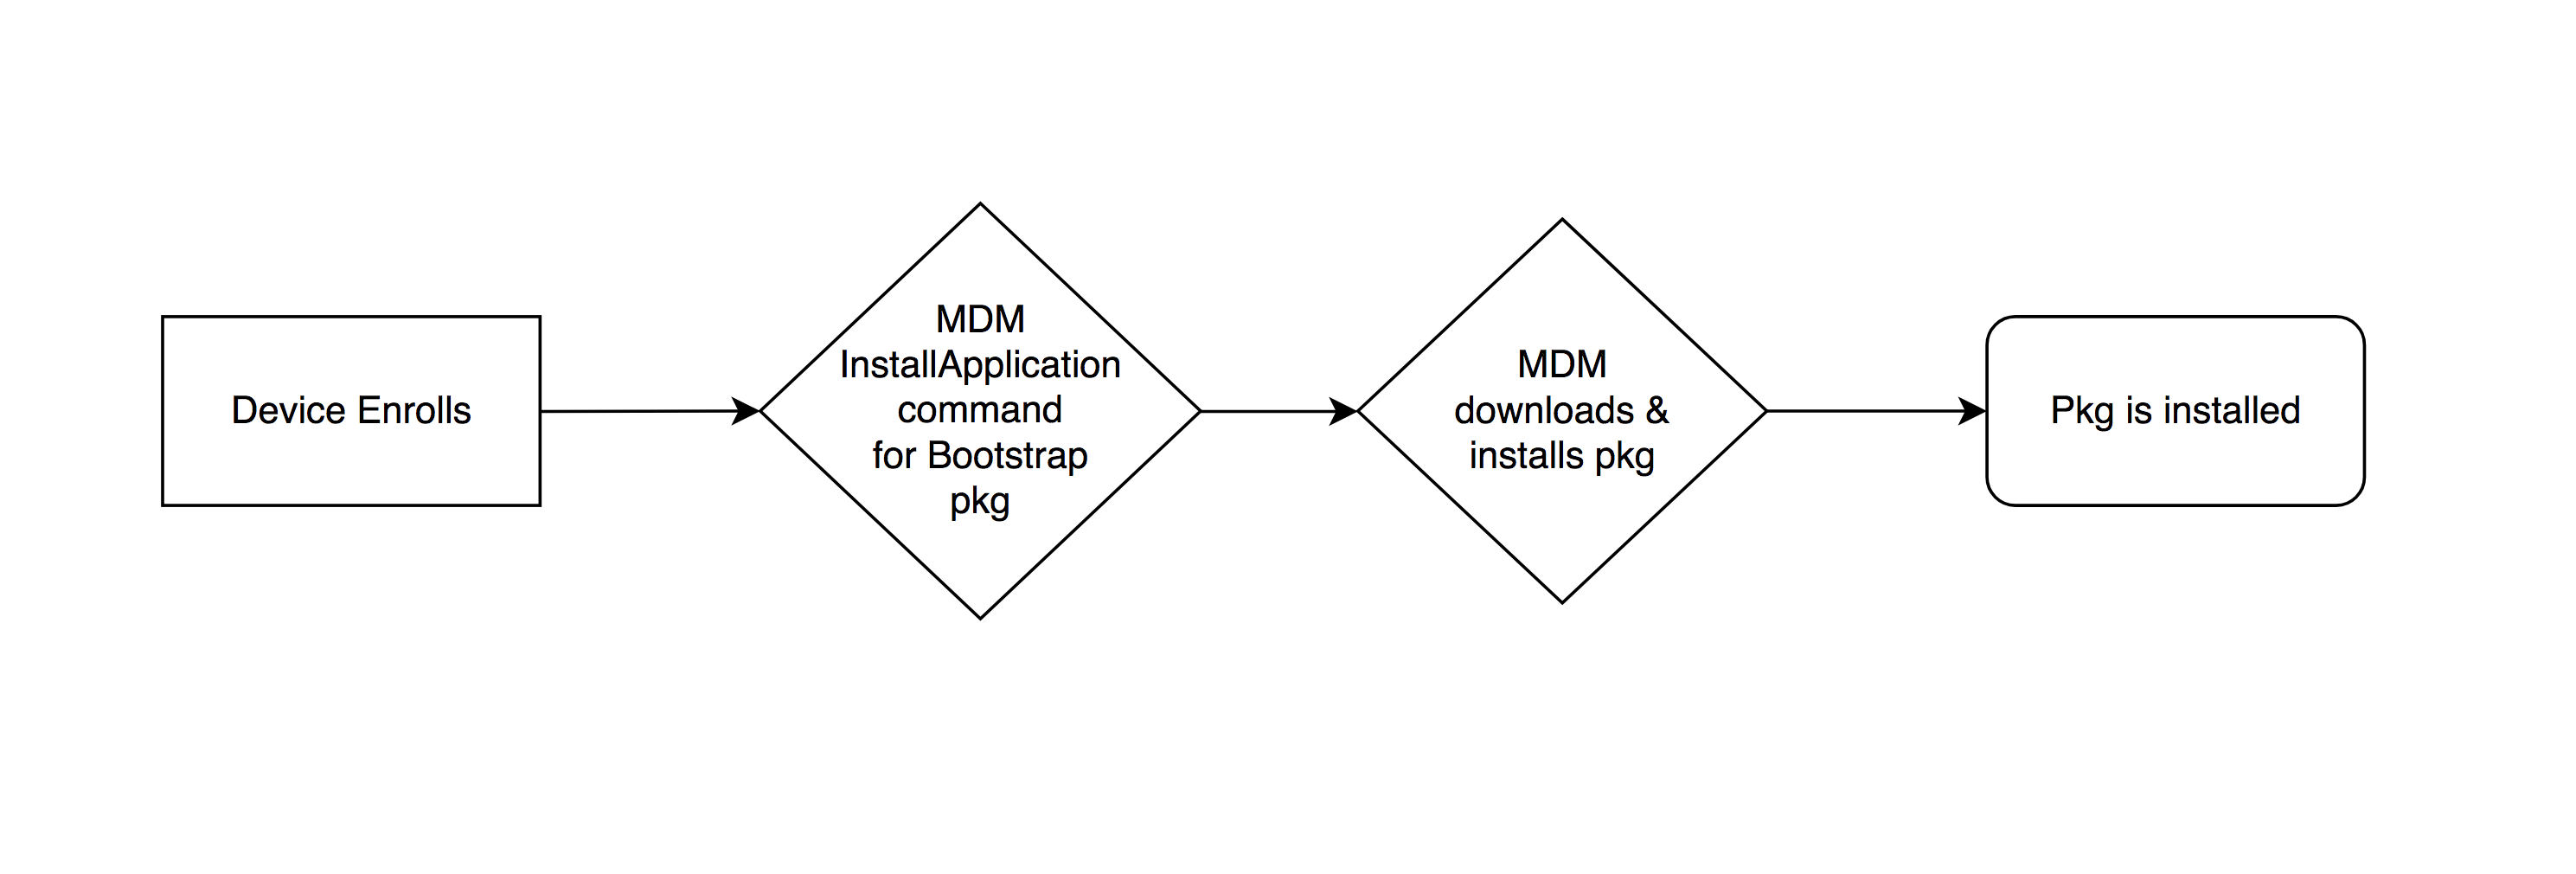 Device Enrolls
MDM
InstallApplication
command
for Bootstrap
pkg
MDM
downloads &
installs pkg
Pkg is installed